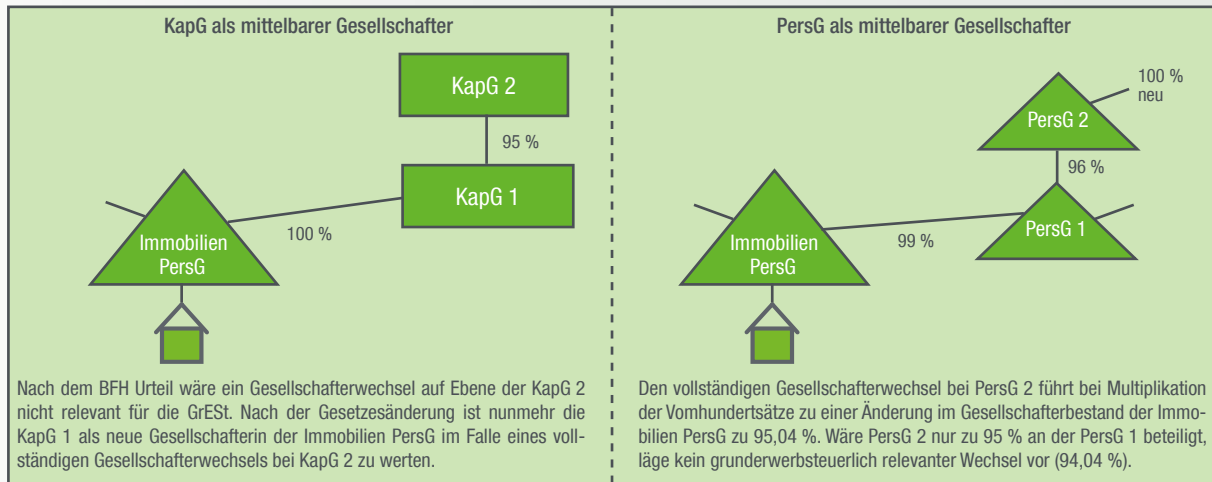 KapG als mittelbarer Gesellschafter
KapG 2
95 %
KapG 1
100 %
Immobilien
PersG
Nach dem BFH Urteil wäre ein Gesellschafterwechsel auf Ebene der KapG 2
nicht relevant für die GrESt. Nach der Gesetzesänderung ist nunmehr die
KapG 1 als neue Gesellschafterin der Immobilien PersG im Falle eines voll-
ständigen Gesellschafterwechsels bei KapG 2 zu werten.
PersG als mittelbarer Gesellschafter
100 %
neu
PersG 2
96 %
PersG 1
99 %
Immobilien
PersG
Den vollständigen Gesellschafterwechsel bei PersG 2 führt bei Multiplikation
der Vomhundertsätze zu einer Änderung im Gesellschafterbestand der Immo-
bilien PersG zu 95,04 %. Wäre PersG 2 nur zu 95 % an der PersG 1 beteiligt,
läge kein grunderwerbsteuerlich relevanter Wechsel vor (94,04 %).